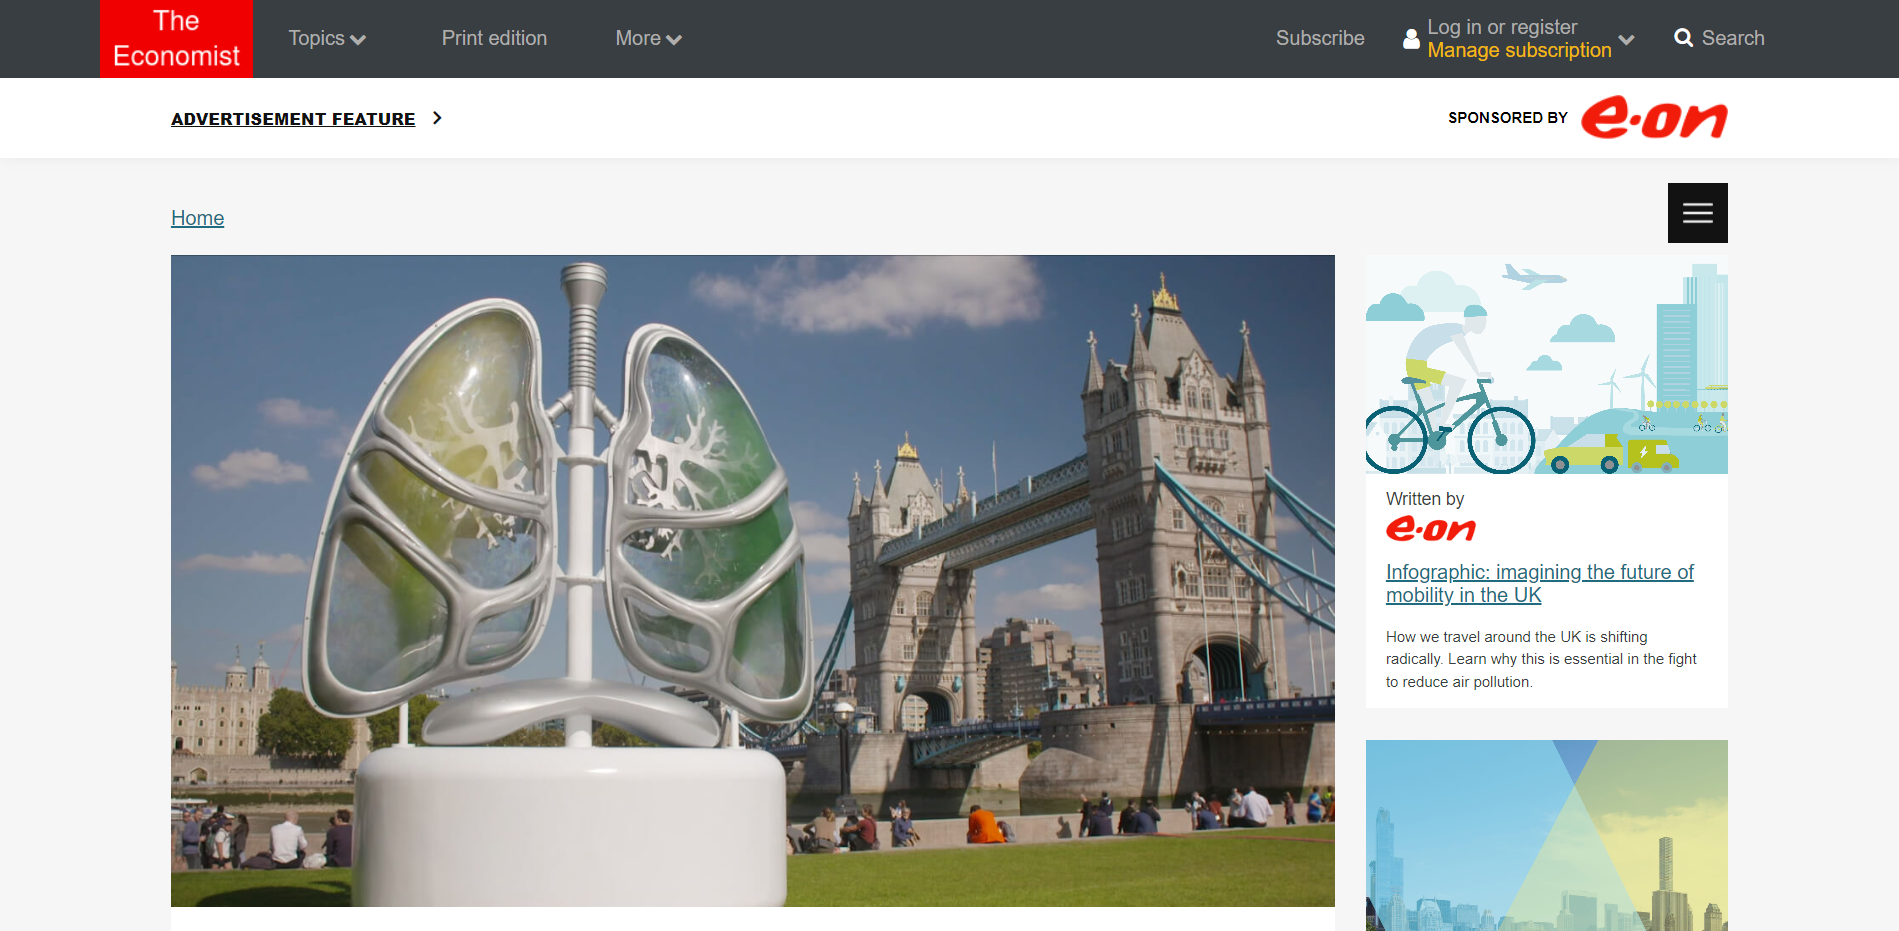 The
Economist
Topics
Print edition
More
Subscribe
Log in or register
Manage subscription
Search
ADVERTISEMENT FEATURE
SPONSORED BY
e·on
Home
Written by
e·on
Infographic: imagining the future of
mobility in the UK
How we travel around the UK is shifting
radically. Learn why this is essential in the fight
to reduce air pollution.